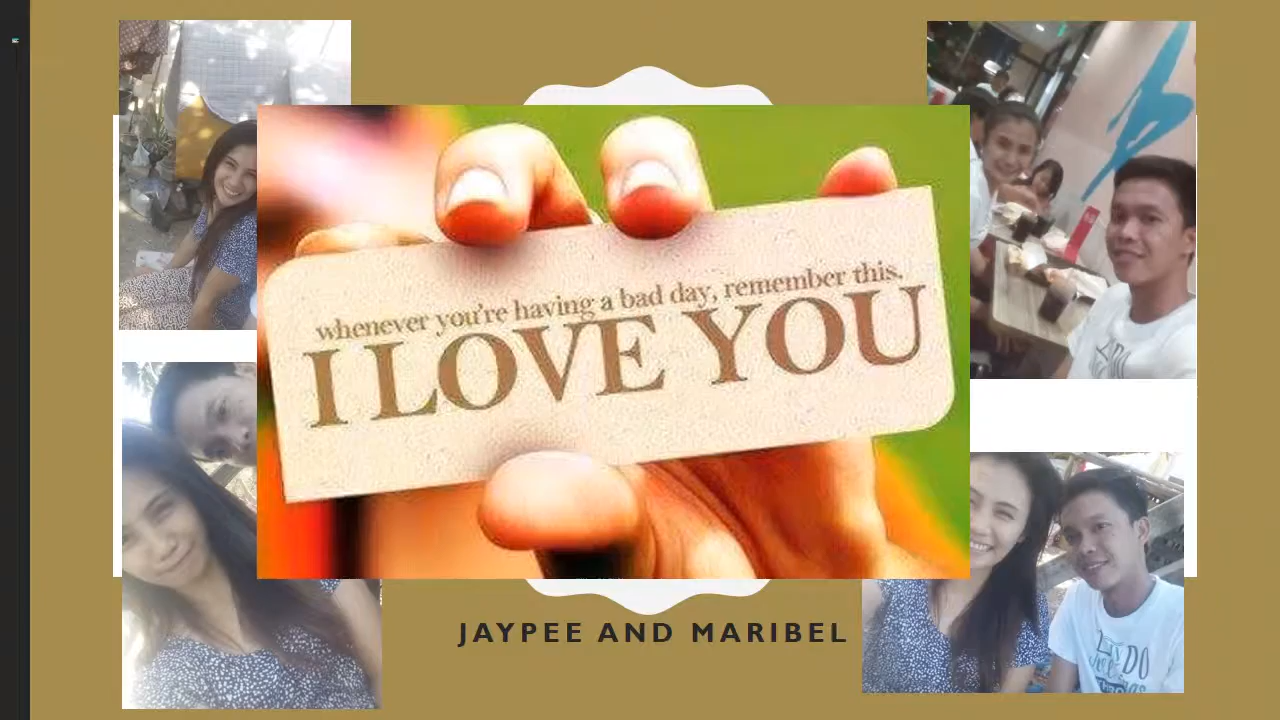 whenever you're having a bad day, remember this.
I LOVE YOU
JAYPEE AND MARIBEL